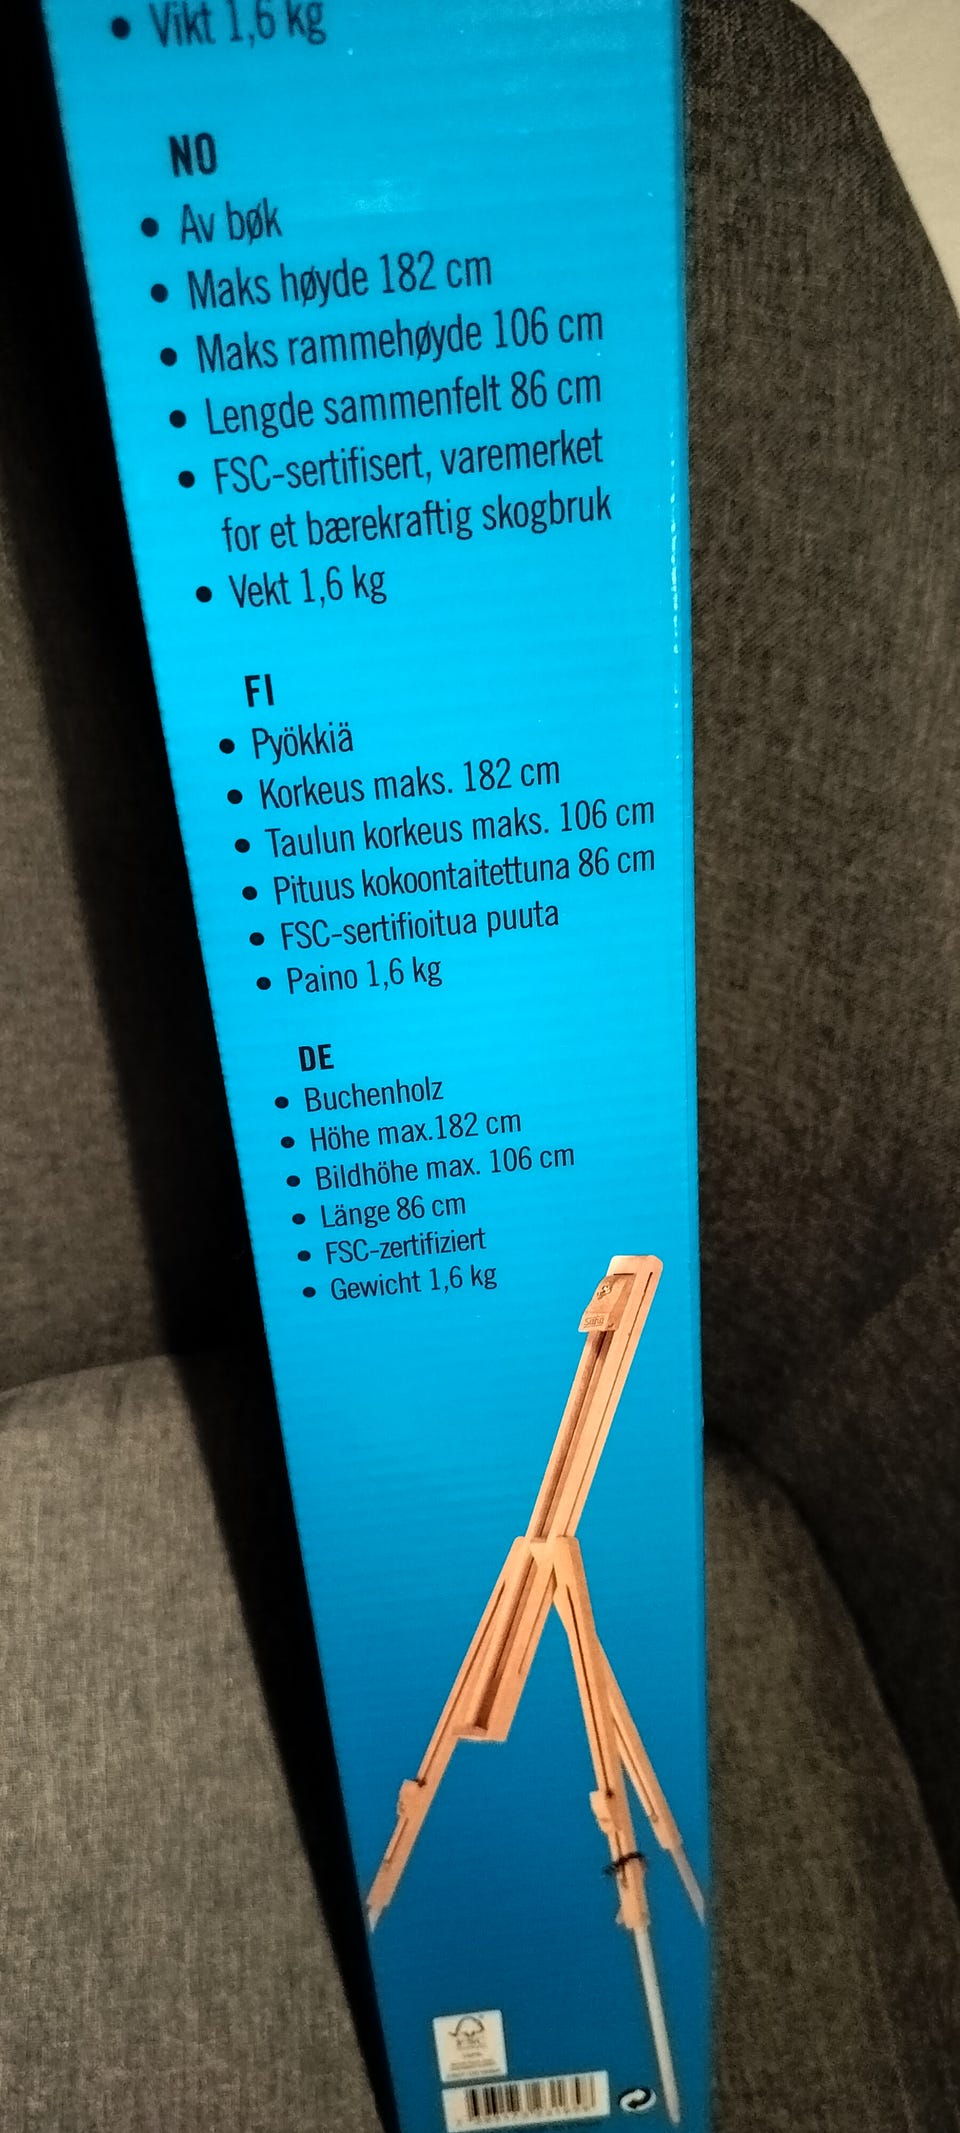 • Vikt 1,6 kg
NO
• Av bøk
• Maks høyde 182 cm
• Maks rammehøyde 106 cm
• Lengde sammenfelt 86 cm
• FSC-sertifisert, varemerket
for et bærekraftig skogbruk
• Vekt 1,6 kg
FI
• Pyökkiä
• Korkeus maks. 182 cm
• Taulun korkeus maks. 106 cm
• Pituus kokoontaitettuna 86 cm
• FSC-sertifioitua puuta
• Paino 1,6 kg
DE
• Buchenholz
• Höhe max.182 cm
• Bildhöhe max. 106 cm
• Länge 86 cm
• FSC-zertifiziert
• Gewicht 1,6 kg